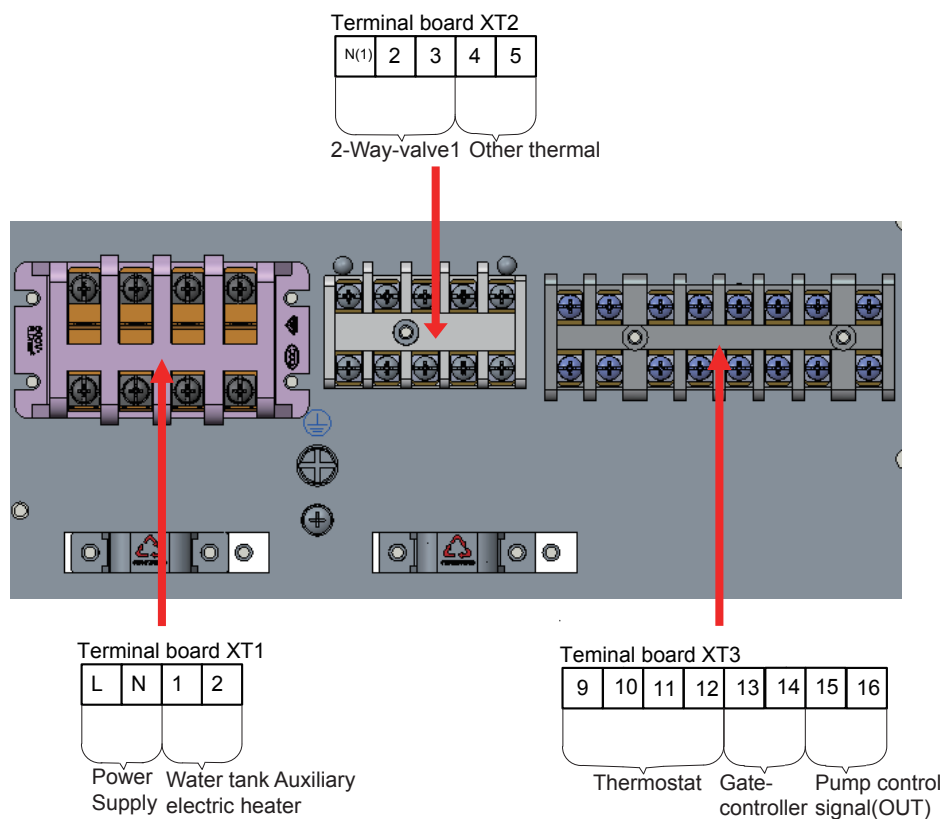 Terminal board XT2
N(1) 2 3 4 5
2-Way-valve1 Other thermal
Terminal board XT1
L N 1 2
Power Supply
Water tank Auxiliary electric heater
Teminal board XT3
9 10 11 12 13 14 15 16
Thermostat
Gate-
controller
Pump control
signal(OUT)